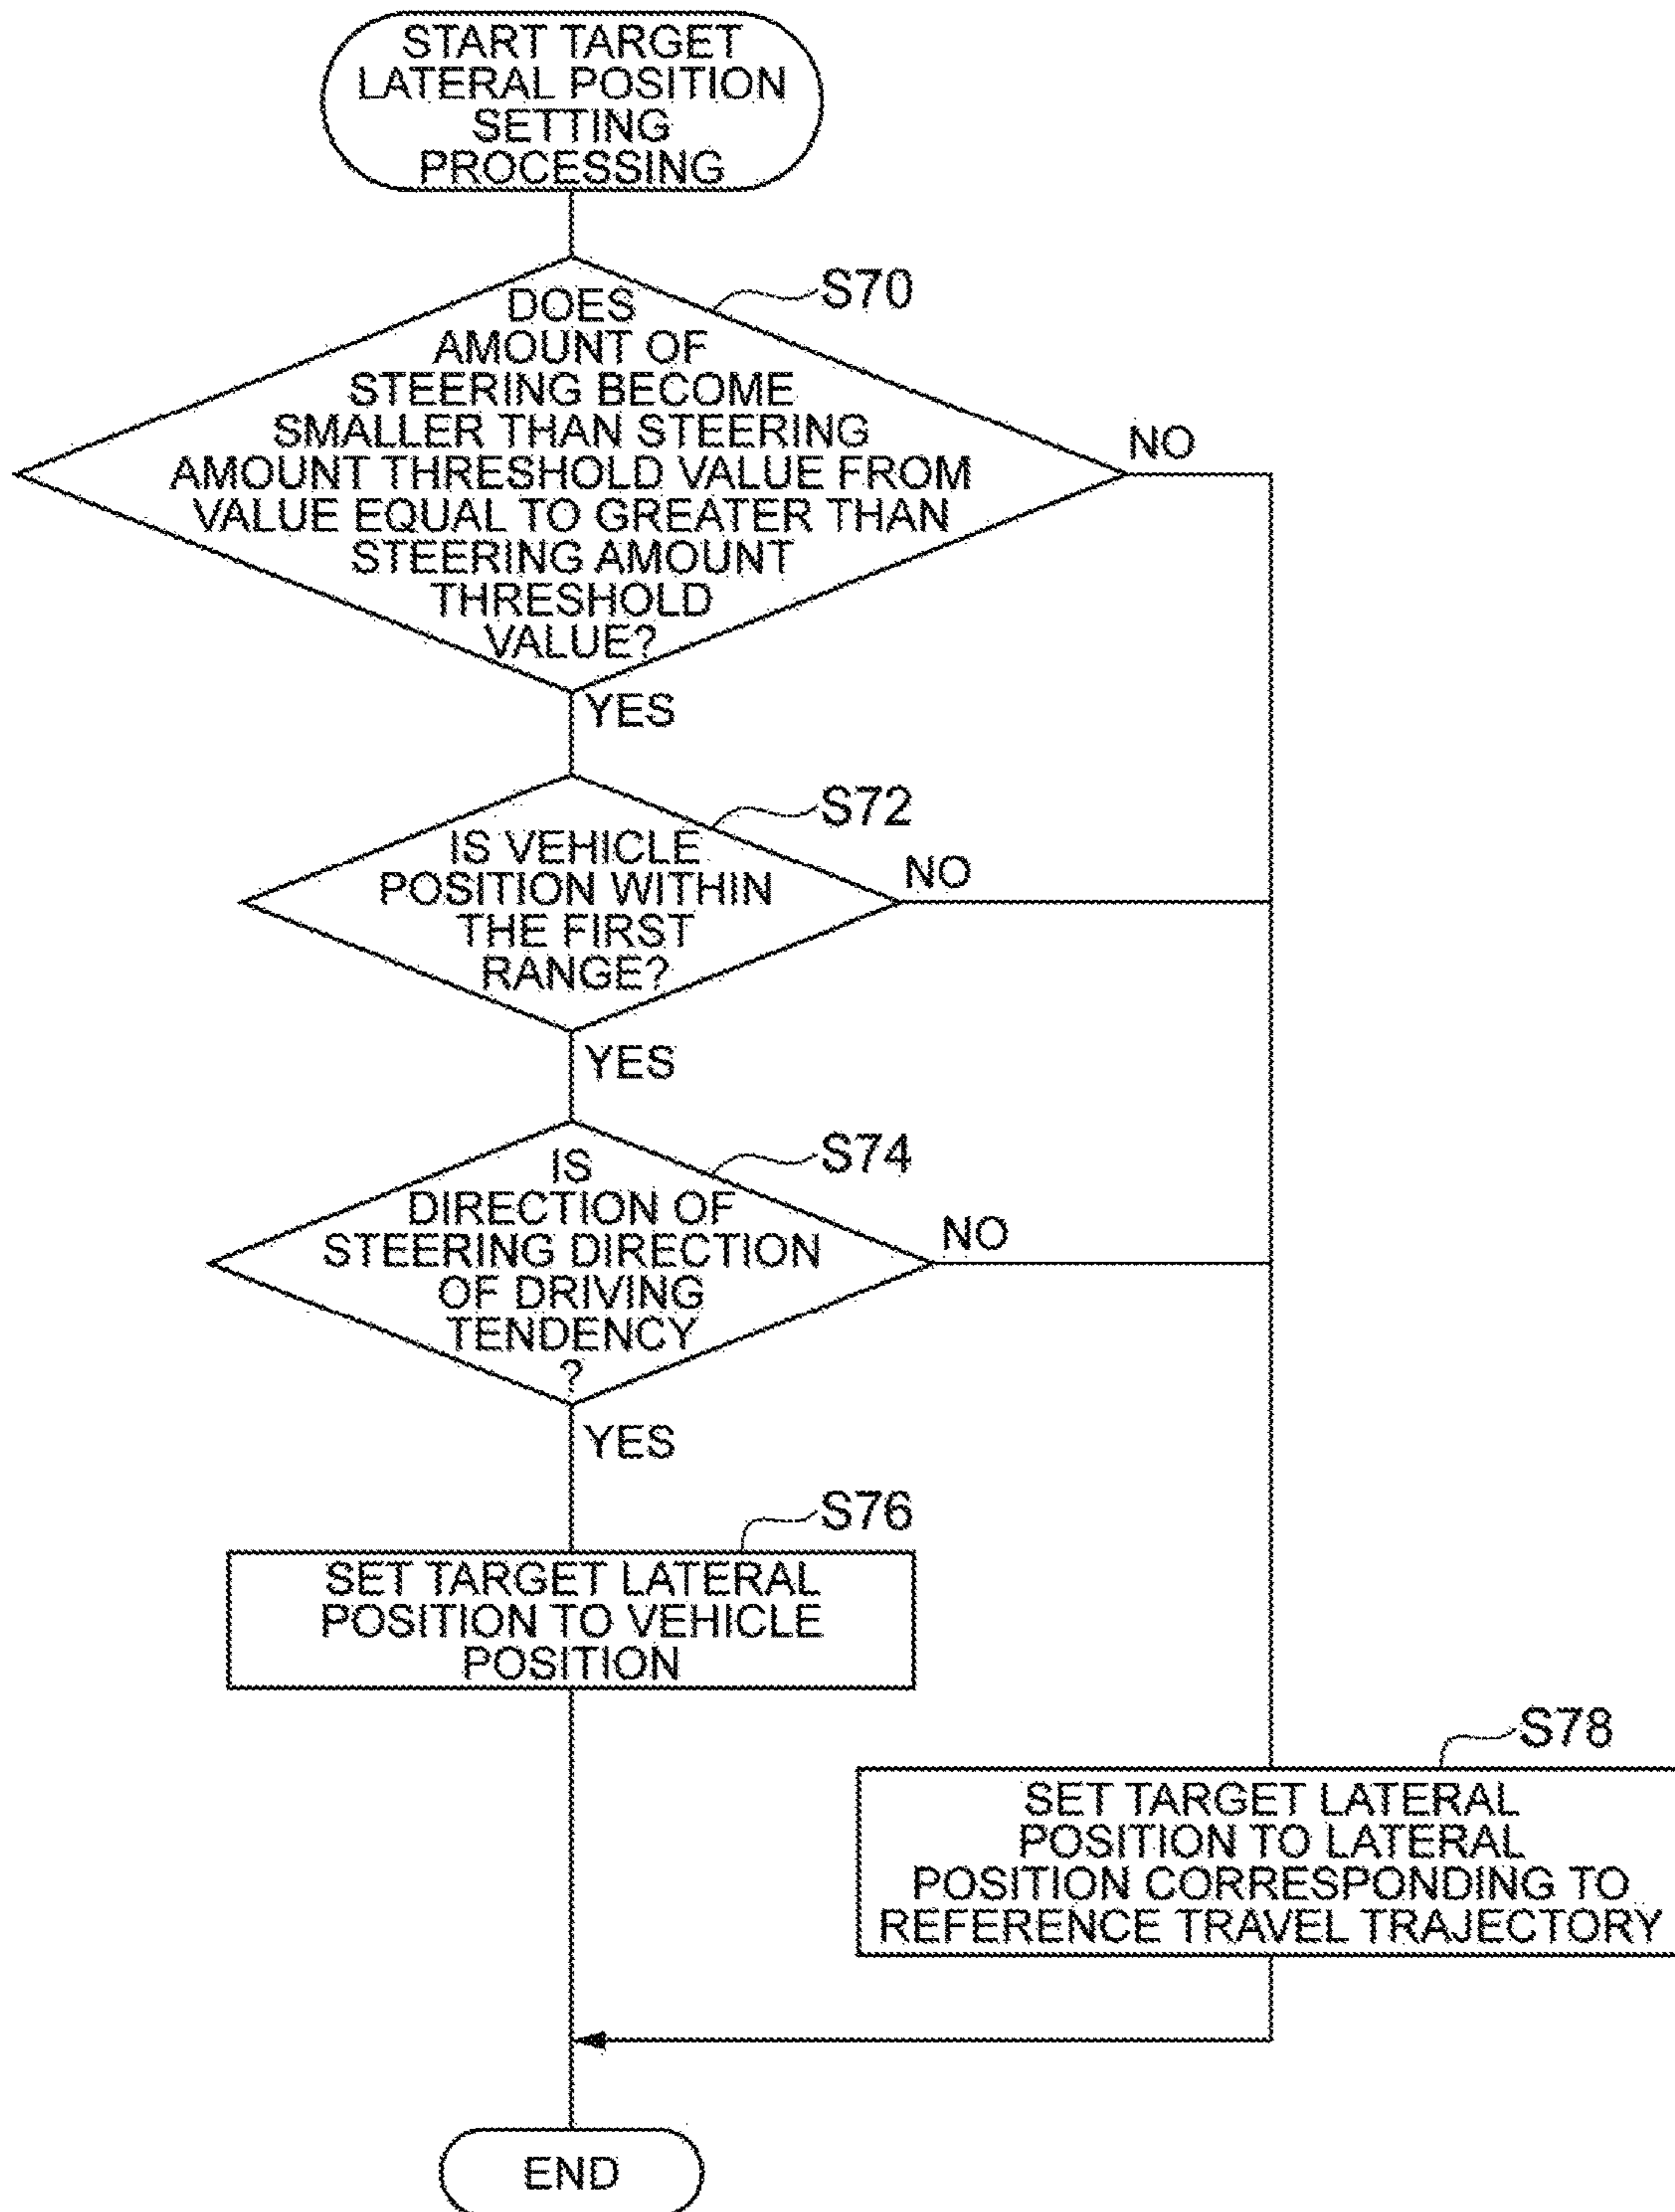 START TARGET
LATERAL POSITION
SETTING
PROCESSING
S70
DOES
AMOUNT OF
STEERING BECOME
SMALLER THAN STEERING
AMOUNT THRESHOLD VALUE FROM
VALUE EQUAL TO GREATER THAN
STEERING AMOUNT
THRESHOLD
VALUE?
NO
YES
S72
IS VEHICLE
POSITION WITHIN
THE FIRST
RANGE?
NO
YES
S74
IS
DIRECTION OF
STEERING DIRECTION
OF DRIVING
TENDENCY
?
NO
YES
S76
SET TARGET LATERAL
POSITION TO VEHICLE
POSITION
S78
SET TARGET LATERAL
POSITION TO LATERAL
POSITION CORRESPONDING TO
REFERENCE TRAVEL TRAJECTORY
END